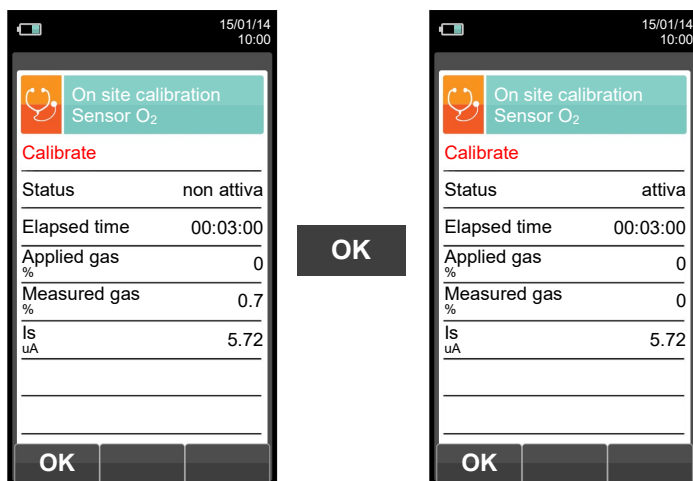 15/01/14
10:00
On site calibration
Sensor O₂
Calibrate
Status non attiva
Elapsed time 00:03:00
Applied gas 0
%
Measured gas 0.7
%
Is 5.72
uA
OK
OK
15/01/14
10:00
On site calibration
Sensor O₂
Calibrate
Status attiva
Elapsed time 00:03:00
Applied gas 0
%
Measured gas 0
%
Is 5.72
uA
OK